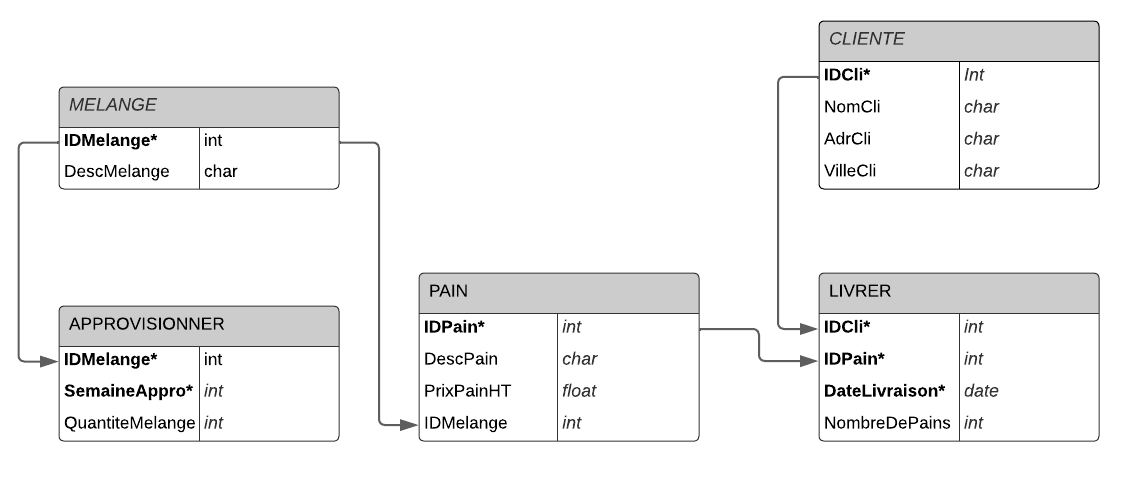 MELANGE
IDMelange* int
DescMelange char
APPROVISIONNER
IDMelange* int
SemaineAppro* int
QuantiteMelange int
PAIN
IDPain* int
DescPain char
PrixPainHT float
IDMelange int
CLIENTE
IDCli* Int
NomCli char
AdrCli char
VilleCli char
LIVRER
IDCli* int
IDPain* int
DateLivraison* date
NombreDePains int